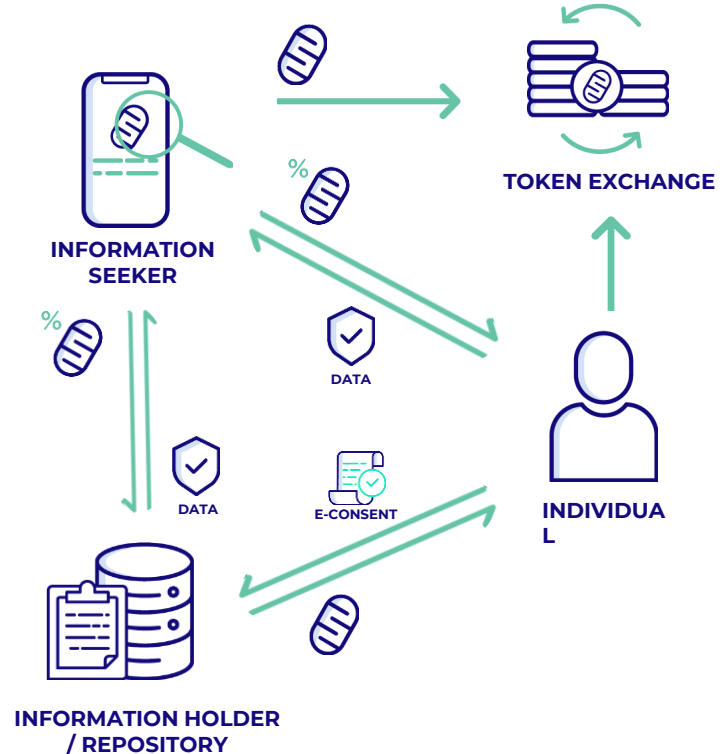 %
TOKEN EXCHANGE
INFORMATION
SEEKER
%
DATA
DATA
E-CONSENT
INDIVIDUA
L
INFORMATION HOLDER
/ REPOSITORY